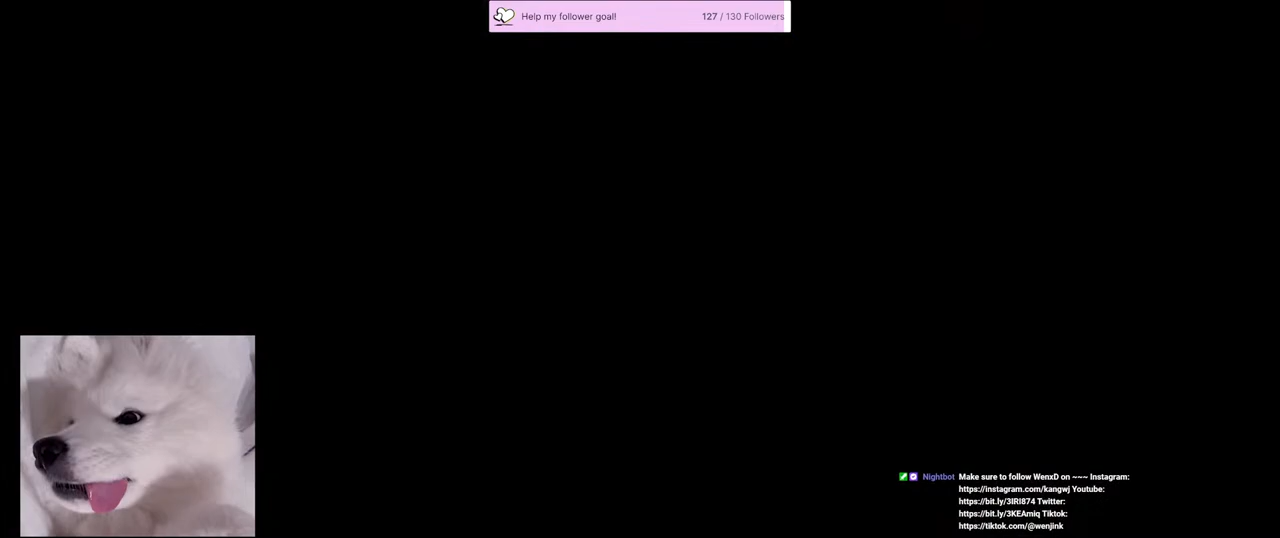 Help my follower goal! 127 / 130 Followers
Nightbot Make sure to follow WenxD on ~~~ Instagram:
https://instagram.com/kangwj Youtube:
https://bit.ly/3IRI874 Twitter:
https://bit.ly/3KEAmiq Tiktok:
https://tiktok.com/@wenjink